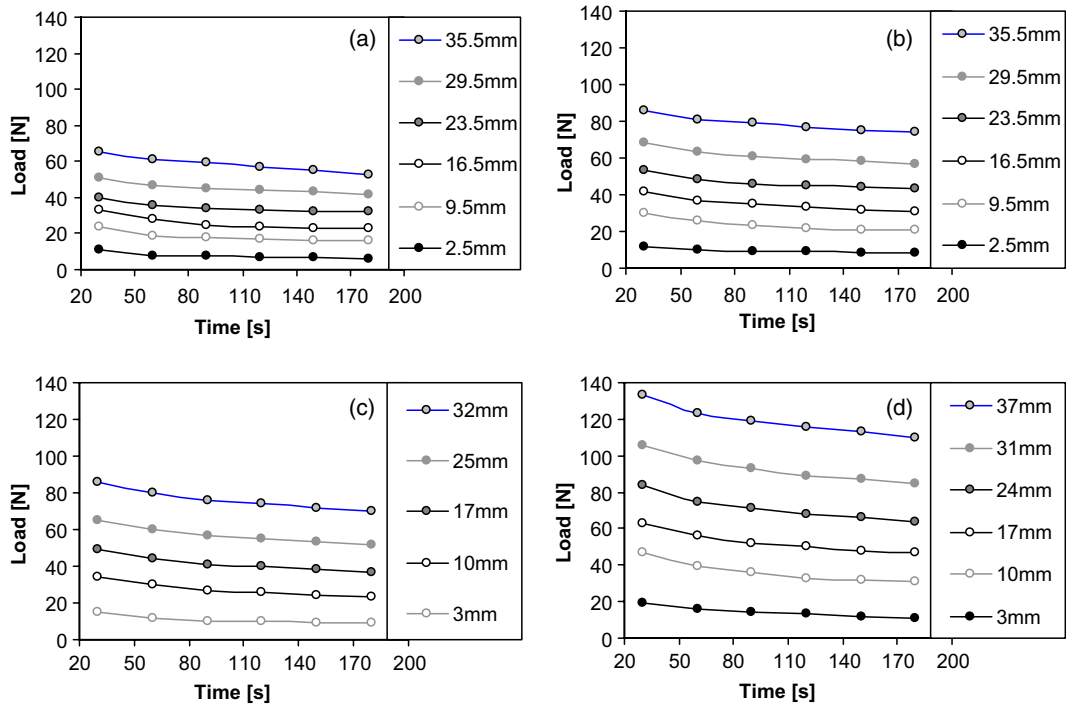 140
120
100
80
60
40
20
0
Load [N]
(a)
20 50 80 110 140 170 200
Time [s]
35.5mm
29.5mm
23.5mm
16.5mm
9.5mm
2.5mm
140
120
100
80
60
40
20
0
Load [N]
(b)
20 50 80 110 140 170 200
Time [s]
35.5mm
29.5mm
23.5mm
16.5mm
9.5mm
2.5mm
140
120
100
80
60
40
20
0
Load [N]
(c)
20 50 80 110 140 170 200
Time [s]
32mm
25mm
17mm
10mm
3mm
140
120
100
80
60
40
20
0
Load [N]
(d)
20 50 80 110 140 170 200
Time [s]
37mm
31mm
24mm
17mm
10mm
3mm